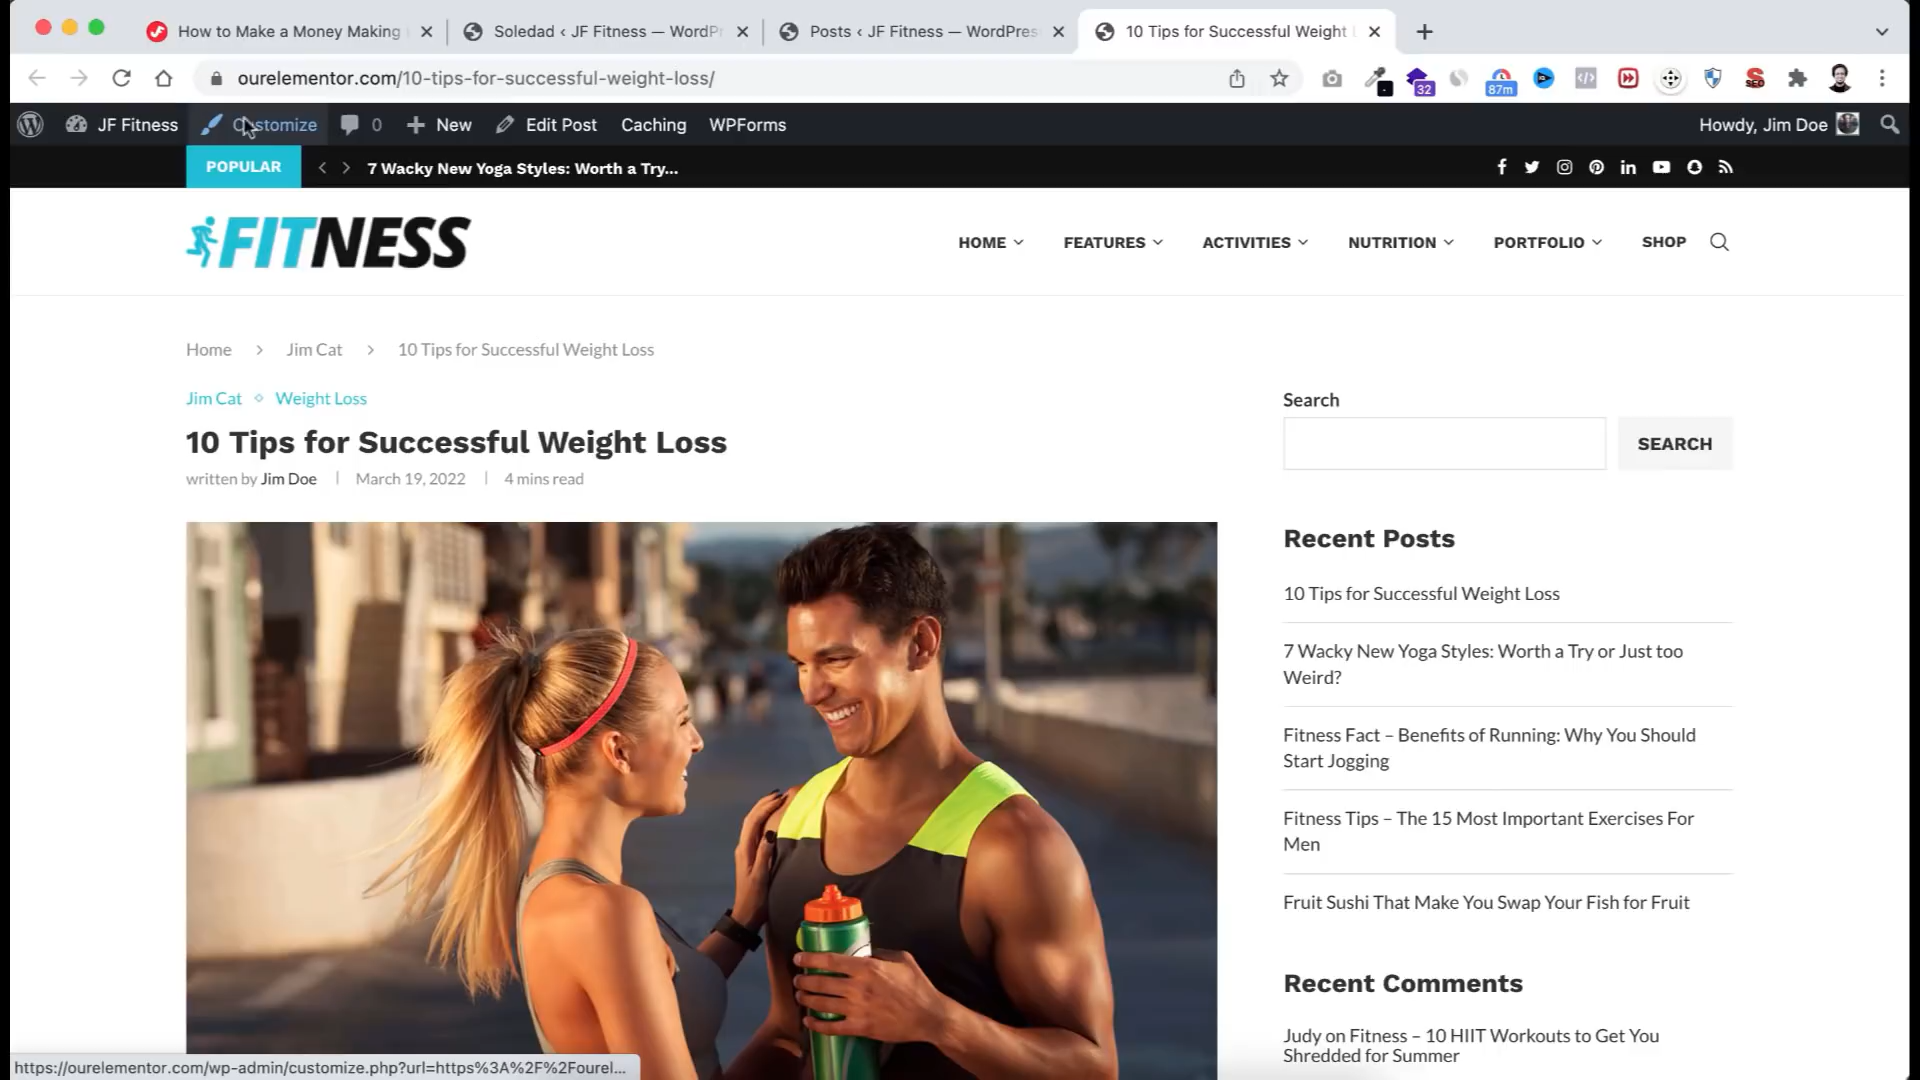 How to Make a Money Making
Soledad ‹ JF Fitness — WordPr
Posts ‹ JF Fitness — WordPres
10 Tips for Successful Weight L
ourelementor.com/10-tips-for-successful-weight-loss/
32
87m
SEO
JF Fitness
Customize
0
New
Edit Post
Caching
WPForms
Howdy, Jim Doe
POPULAR
7 Wacky New Yoga Styles: Worth a Try...
FITNESS
HOME
FEATURES
ACTIVITIES
NUTRITION
PORTFOLIO
SHOP
Home > Jim Cat > 10 Tips for Successful Weight Loss
Jim Cat ◇ Weight Loss
10 Tips for Successful Weight Loss
written by Jim Doe | March 19, 2022 | 4 mins read
Search
SEARCH
Recent Posts
10 Tips for Successful Weight Loss
7 Wacky New Yoga Styles: Worth a Try or Just too
Weird?
Fitness Fact – Benefits of Running: Why You Should
Start Jogging
Fitness Tips – The 15 Most Important Exercises For
Men
Fruit Sushi That Make You Swap Your Fish for Fruit
Recent Comments
Judy on Fitness – 10 HIIT Workouts to Get You
Shredded for Summer
https://ourelementor.com/wp-admin/customize.php?url=https%3A%2F%2Fourel...